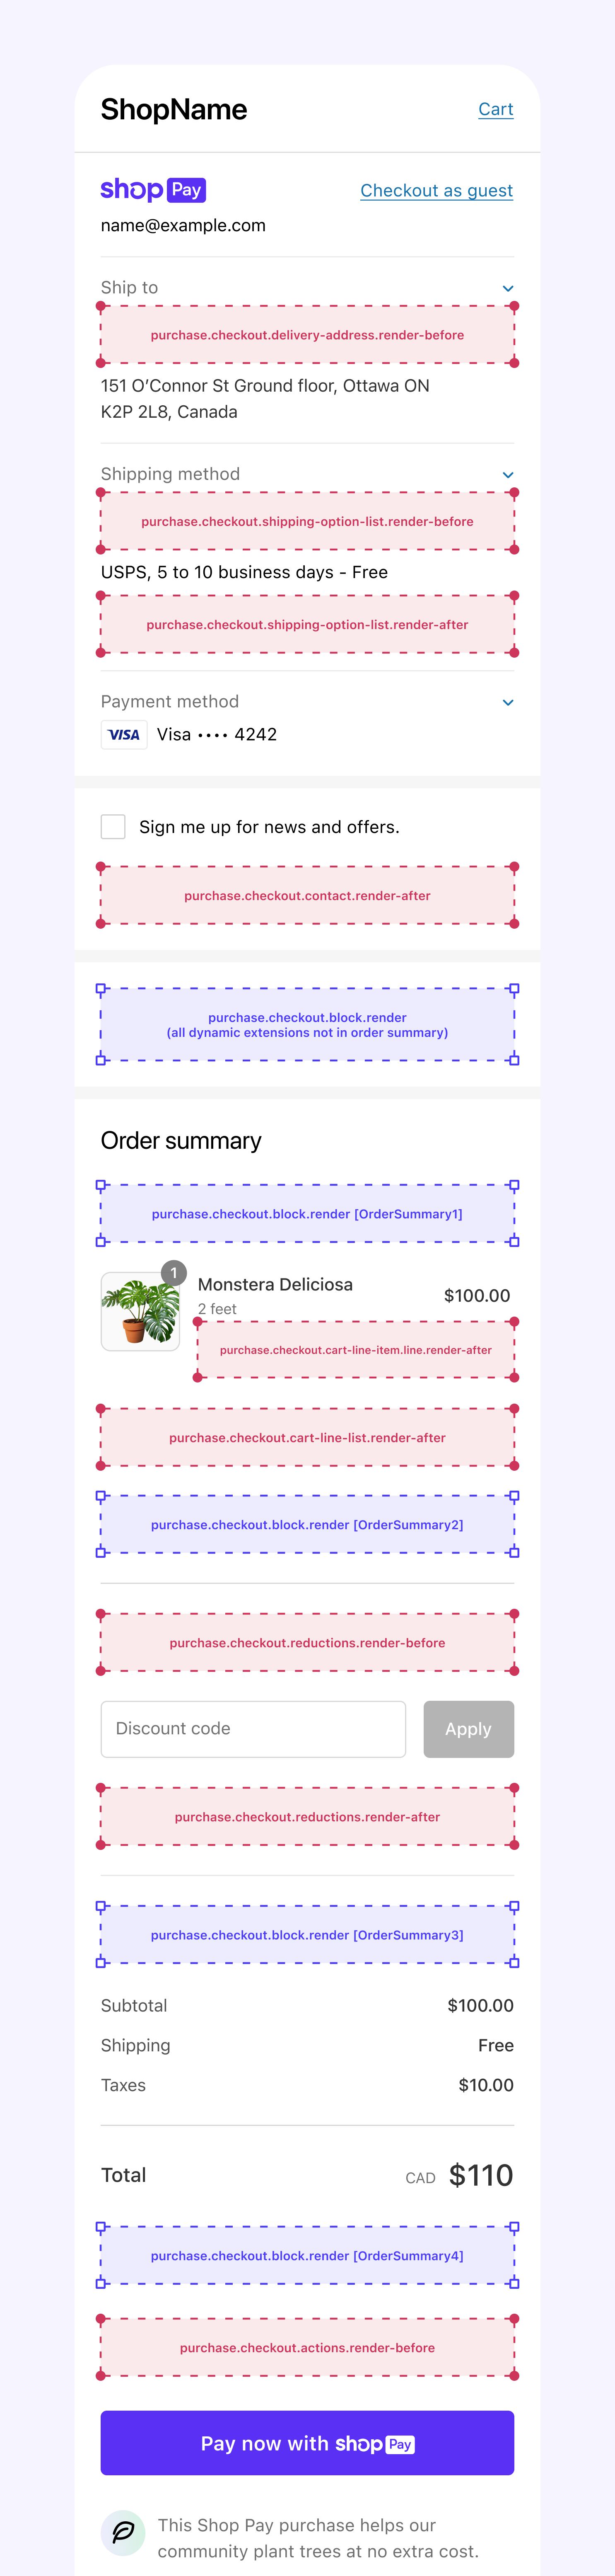 ShopName
Cart
shop Pay
Checkout as guest
name@example.com
Ship to
purchase.checkout.delivery-address.render-before
151 O’Connor St Ground floor, Ottawa ON
K2P 2L8, Canada
Shipping method
purchase.checkout.shipping-option-list.render-before
USPS, 5 to 10 business days - Free
purchase.checkout.shipping-option-list.render-after
Payment method
VISA Visa •••• 4242
Sign me up for news and offers.
purchase.checkout.contact.render-after
purchase.checkout.block.render
(all dynamic extensions not in order summary)
Order summary
purchase.checkout.block.render [OrderSummary1]
1
Monstera Deliciosa
$100.00
2 feet
purchase.checkout.cart-line-item.line.render-after
purchase.checkout.cart-line-list.render-after
purchase.checkout.block.render [OrderSummary2]
purchase.checkout.reductions.render-before
Discount code
Apply
purchase.checkout.reductions.render-after
purchase.checkout.block.render [OrderSummary3]
Subtotal $100.00
Shipping Free
Taxes $10.00
Total CAD $110
purchase.checkout.block.render [OrderSummary4]
purchase.checkout.actions.render-before
Pay now with shop Pay
This Shop Pay purchase helps our
community plant trees at no extra cost.